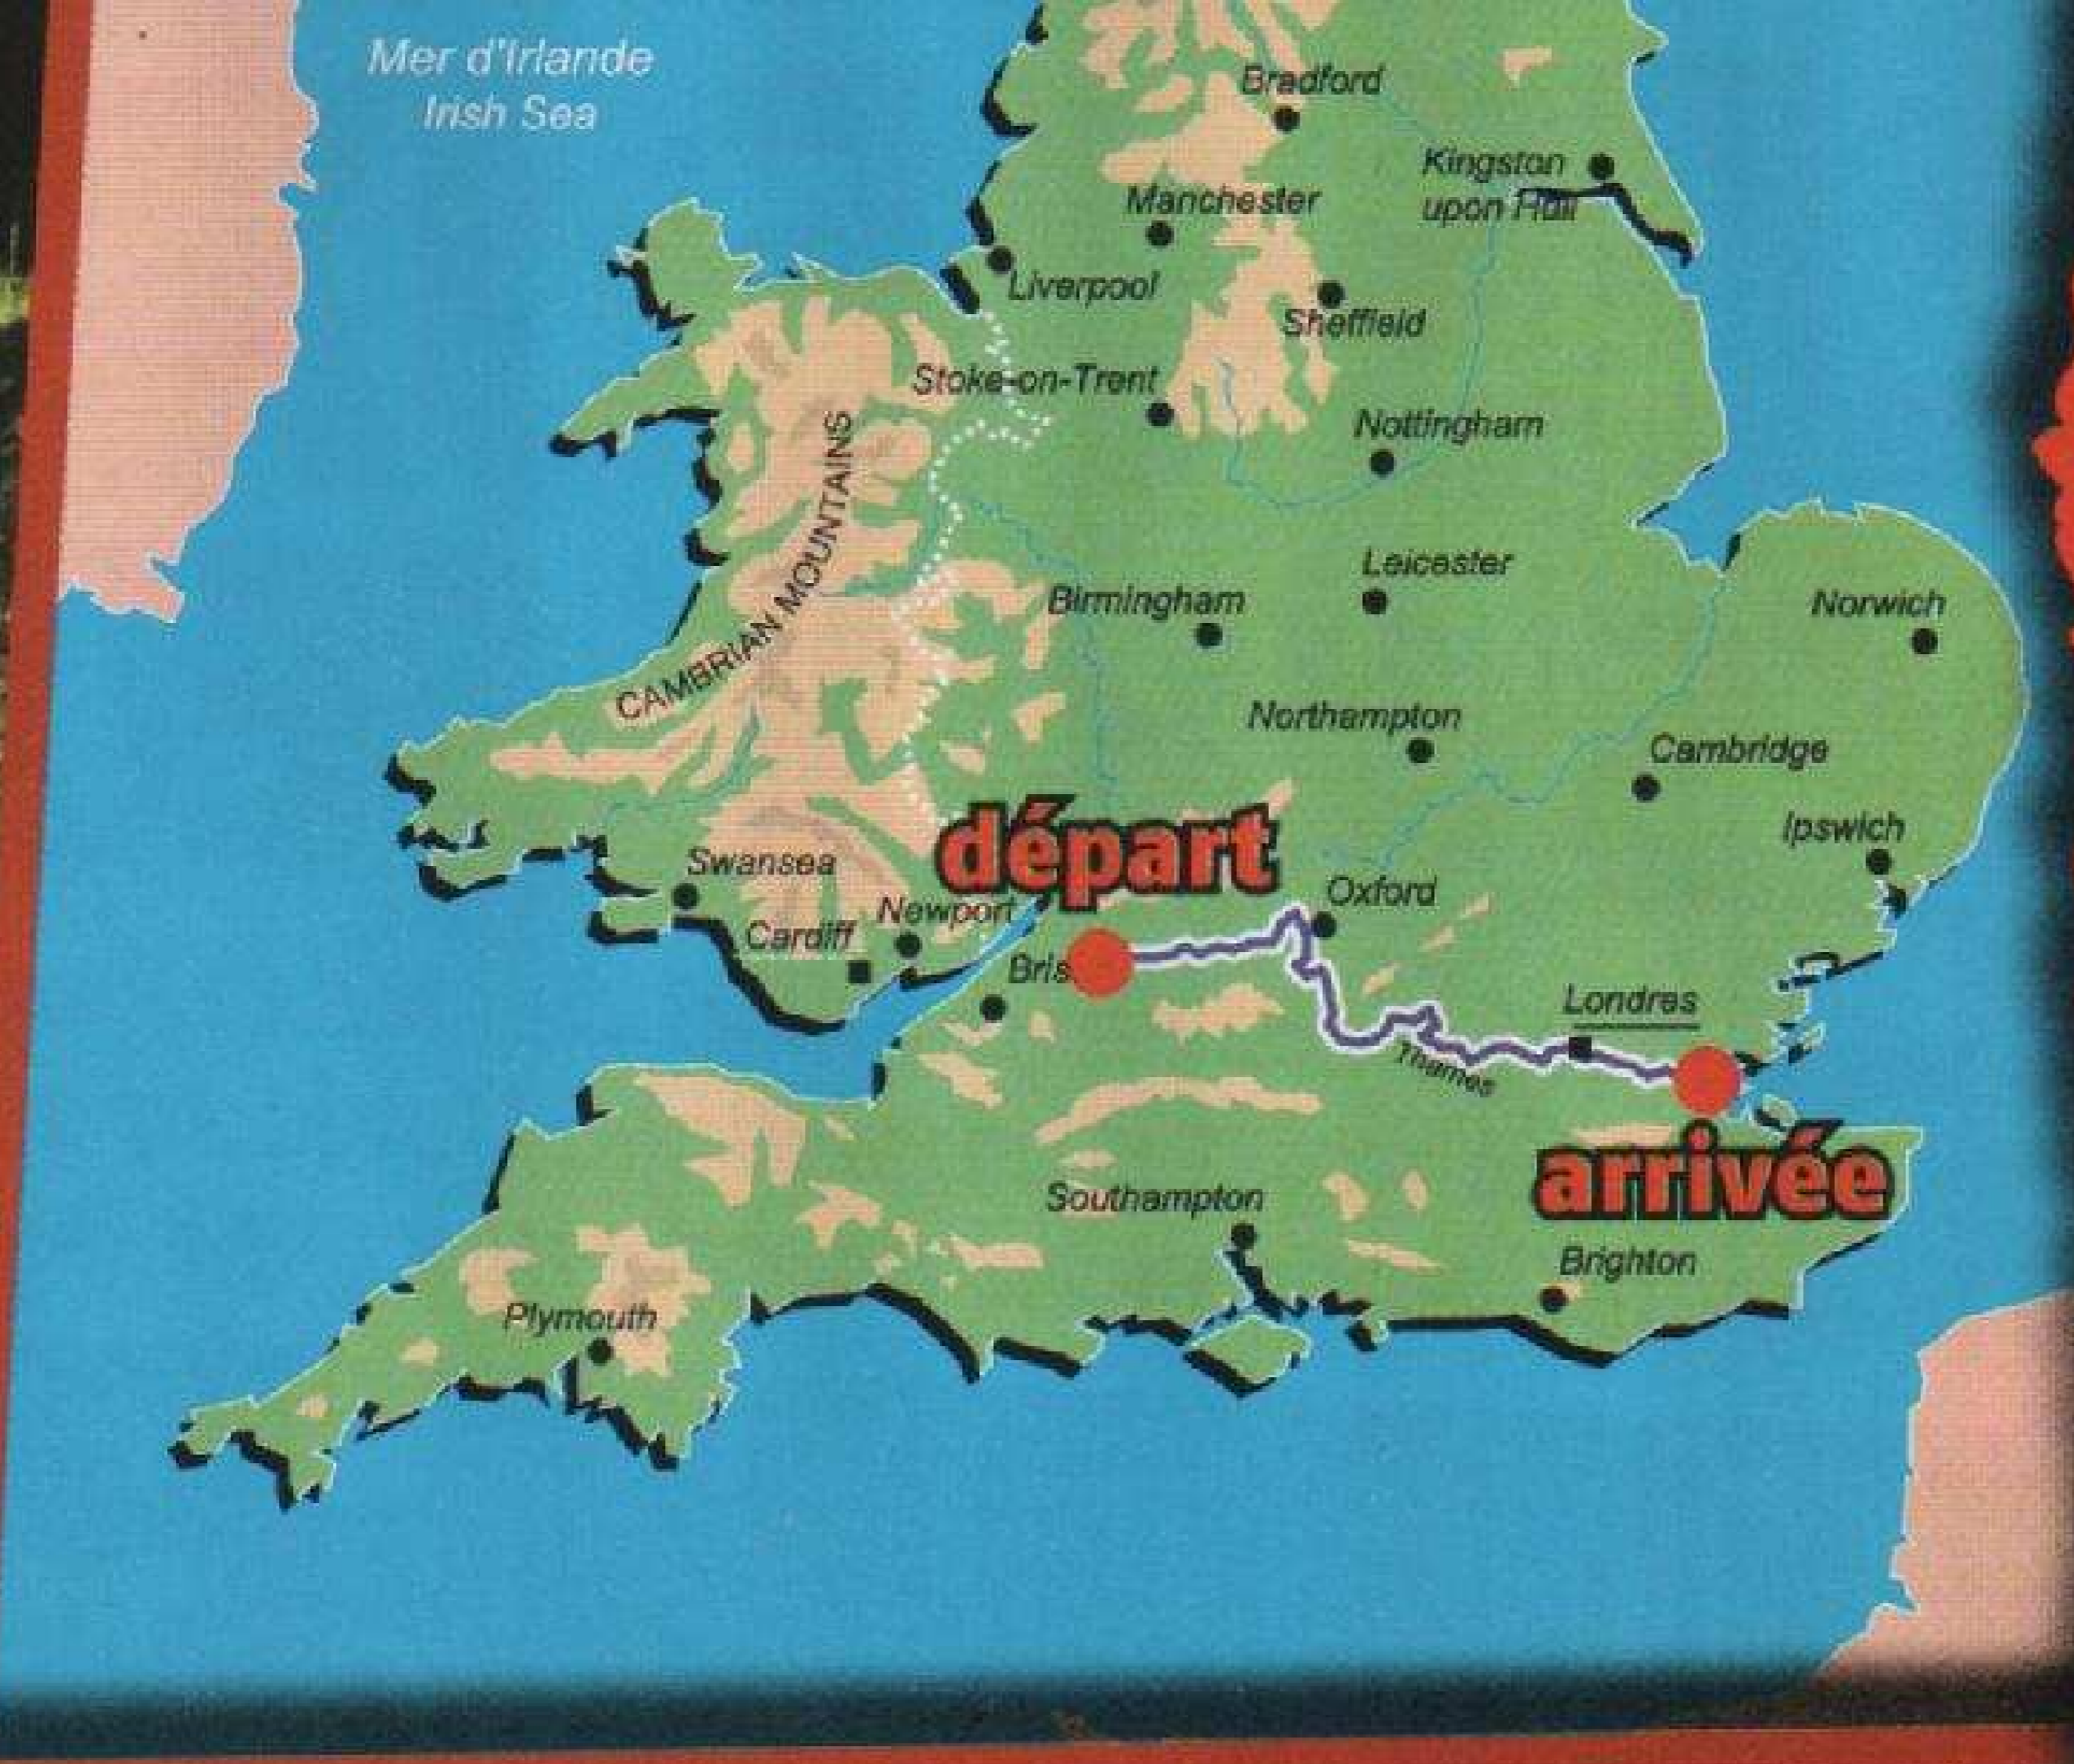 Mer d'Irlande
Irish Sea
Bradford
Kingston
upon Hull
Manchester
Liverpool
Sheffield
Stoke-on-Trent
Nottingham
CAMBRIAN MOUNTAINS
Leicester
Birmingham
Norwich
Northampton
Cambridge
Ipswich
départ
Swansea
Oxford
Newport
Cardiff
Bris
Londres
Thames
arrivée
Southampton
Brighton
Plymouth